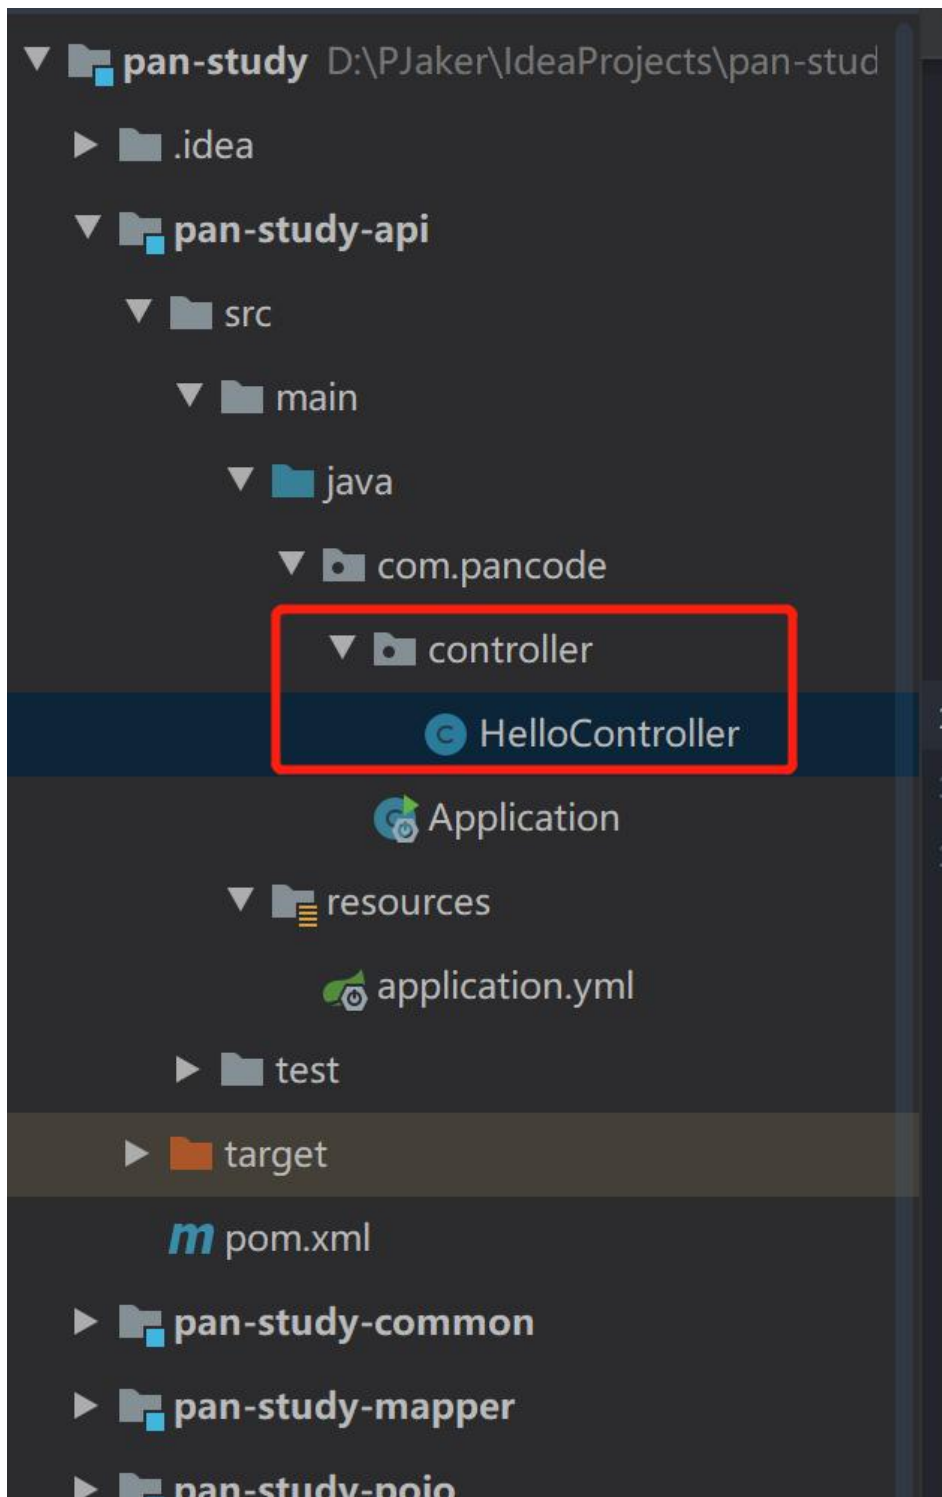 pan-study D:\PJaker\IdeaProjects\pan-stud
.idea
pan-study-api
src
main
java
com.pancode
controller
HelloController
Application
resources
application.yml
test
target
pom.xml
pan-study-common
pan-study-mapper
pan-study-pojo